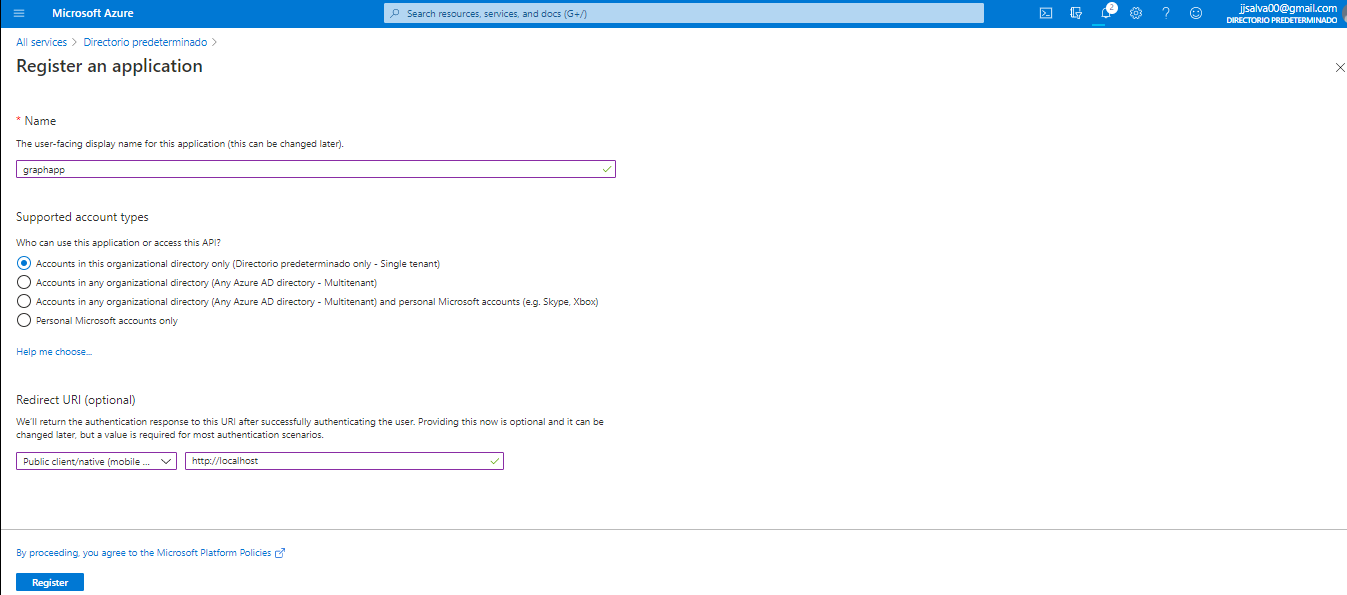 Microsoft Azure
Search resources, services, and docs (G+/)
2
jjsalva00@gmail.com
DIRECTORIO PREDETERMINADO
All services > Directorio predeterminado >
Register an application
* Name
The user-facing display name for this application (this can be changed later).
graphapp
Supported account types
Who can use this application or access this API?
Accounts in this organizational directory only (Directorio predeterminado only - Single tenant)
Accounts in any organizational directory (Any Azure AD directory - Multitenant)
Accounts in any organizational directory (Any Azure AD directory - Multitenant) and personal Microsoft accounts (e.g. Skype, Xbox)
Personal Microsoft accounts only
Help me choose...
Redirect URI (optional)
We'll return the authentication response to this URI after successfully authenticating the user. Providing this now is optional and it can be
changed later, but a value is required for most authentication scenarios.
Public client/native (mobile ...
http://localhost
By proceeding, you agree to the Microsoft Platform Policies
Register